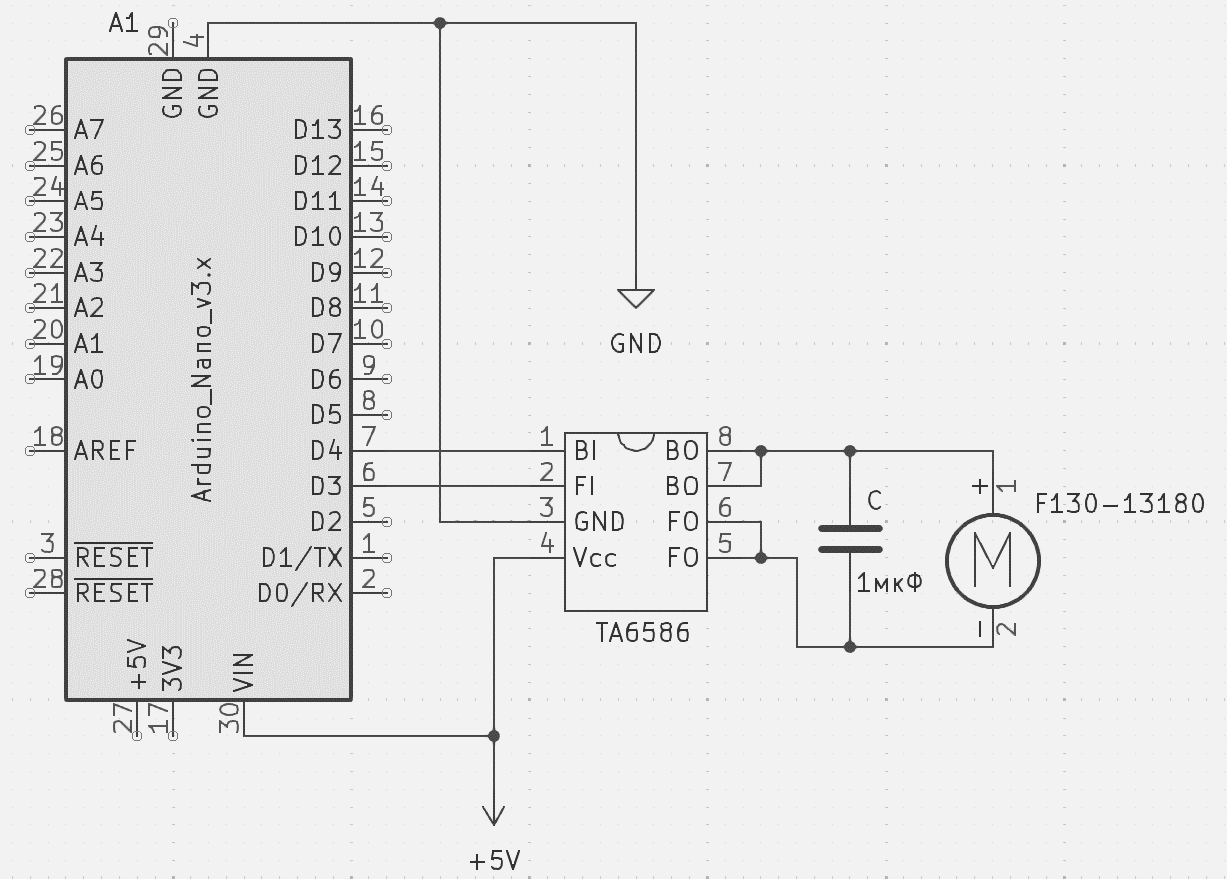 A1
29
4
GND
GND
26 A7 D13 16
25 A6 D12 15
24 A5 D11 14
23 A4 D10 13
22 A3 D9 12
21 A2 D8 11
20 A1 D7 10
19 A0 D6 9
D5 8
18 AREF D4 7
D3 6
D2 5
3 RESET D1/TX 1
28 RESET D0/RX 2
Arduino_Nano_v3.x
+5V
3V3
VIN
27
17
30
GND
1 BI BO 8
2 FI BO 7
3 GND FO 6
4 Vcc FO 5
TA6586
C
1мкФ
+
1
F130-13180
M
-
2
+5V